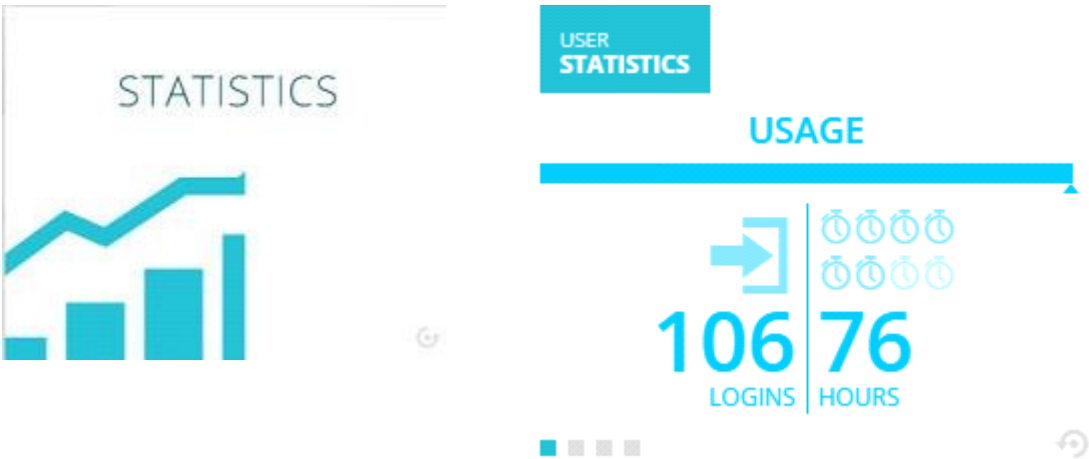 STATISTICS
USER
STATISTICS
USAGE
106
LOGINS
76
HOURS